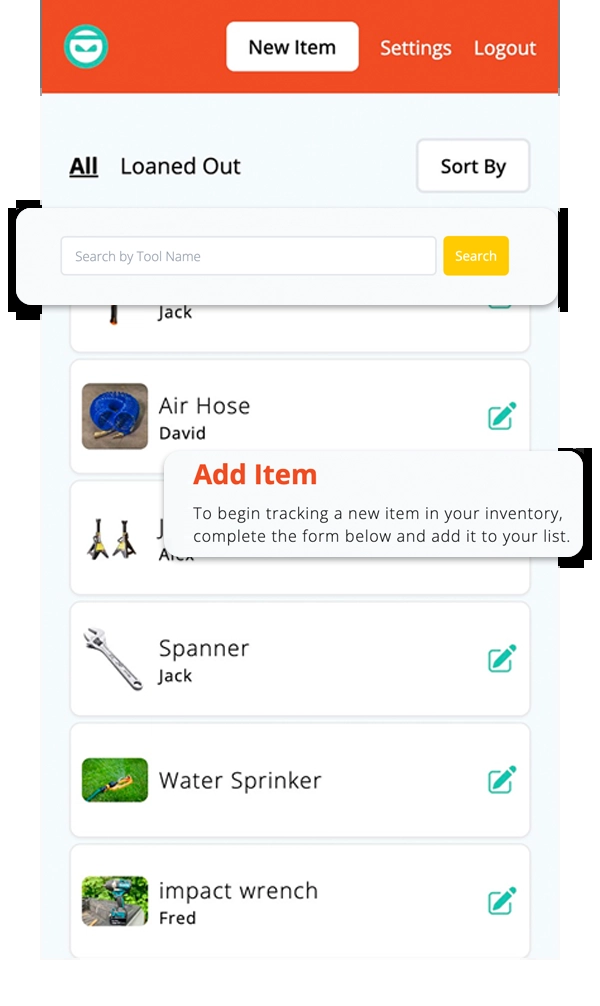 New Item Settings Logout
All Loaned Out Sort By
Search by Tool Name Search
Jack
Air Hose
David
Add Item
To begin tracking a new item in your inventory,
complete the form below and add it to your list.
Spanner
Jack
Water Sprinker
impact wrench
Fred